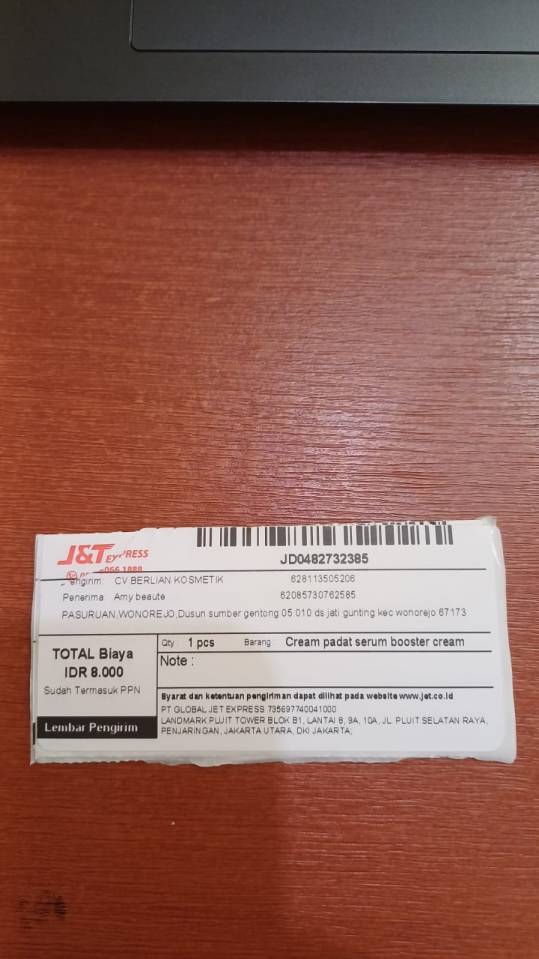 J&T EXPRESS
JD0482732385
Pengirim CV BERLIAN KOSMETIK 628113505206
Penerima Amy beaute 62085730762585
PASURUAN,WONOREJO,Dusun sumber gentong 05 010 ds jati gunting kec wonorejo 67173
TOTAL Biaya
IDR 8.000
Sudah Termasuk PPN
Lembar Pengirim
Qty 1 pcs Barang Cream padat serum booster cream
Note :
Syarat dan ketentuan pengiriman dapat dilihat pada website www.jet.co.id
PT GLOBAL JET EXPRESS 735697740041000
LANDMARK PLUIT TOWER BLOK B1, LANTAI 8, 9A, 10A, JL. PLUIT SELATAN RAYA,
PENJARINGAN, JAKARTA UTARA, DKI JAKARTA;